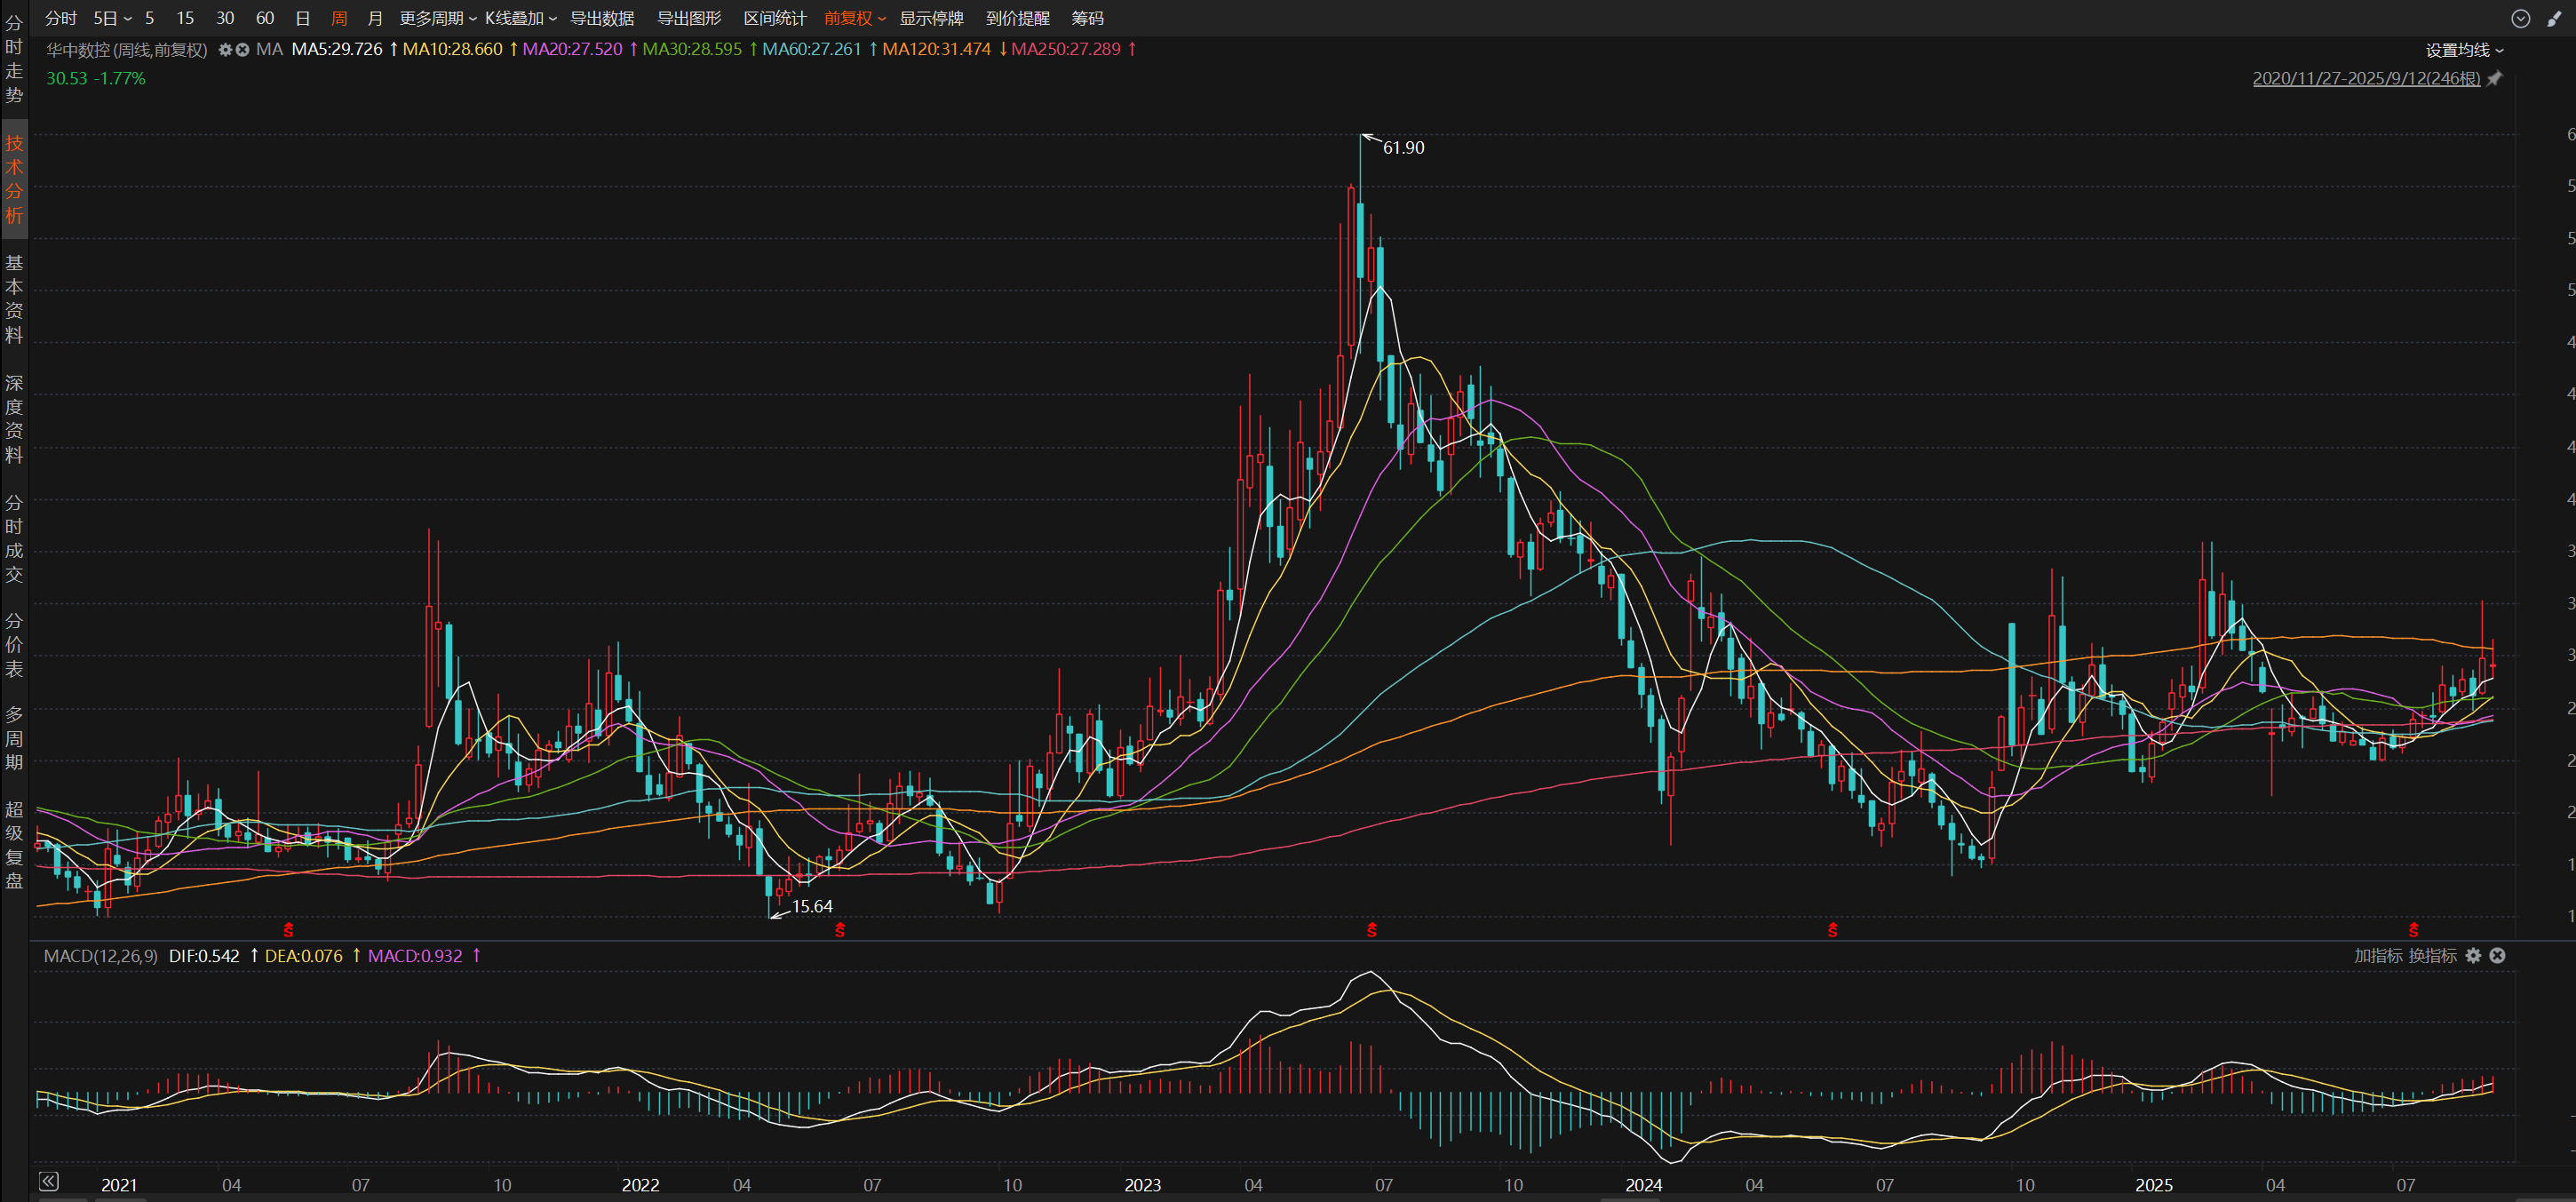 分时 5日 5 15 30 60 日 周 月 更多周期 K线叠加 导出数据 导出图形 区间统计 前复权 显示停牌 到价提醒 筹码
华中数控(周线,前复权) MA MA5:29.726 ↑ MA10:28.660 ↑ MA20:27.520 ↑ MA30:28.595 ↑ MA60:27.261 ↑ MA120:31.474 ↓ MA250:27.289 ↑ 设置均线
30.53 -1.77% 2020/11/27-2025/9/12(246根)
分时走势
技术分析
基本资料
深度资料
分时成交
分价表
多周期
超级复盘
61.90
15.64
S S S S S
MACD(12,26,9) DIF:0.542 ↑ DEA:0.076 ↑ MACD:0.932 ↑ 加指标 换指标
2021 04 07 10 2022 04 07 10 2023 04 07 10 2024 04 07 10 2025 04 07